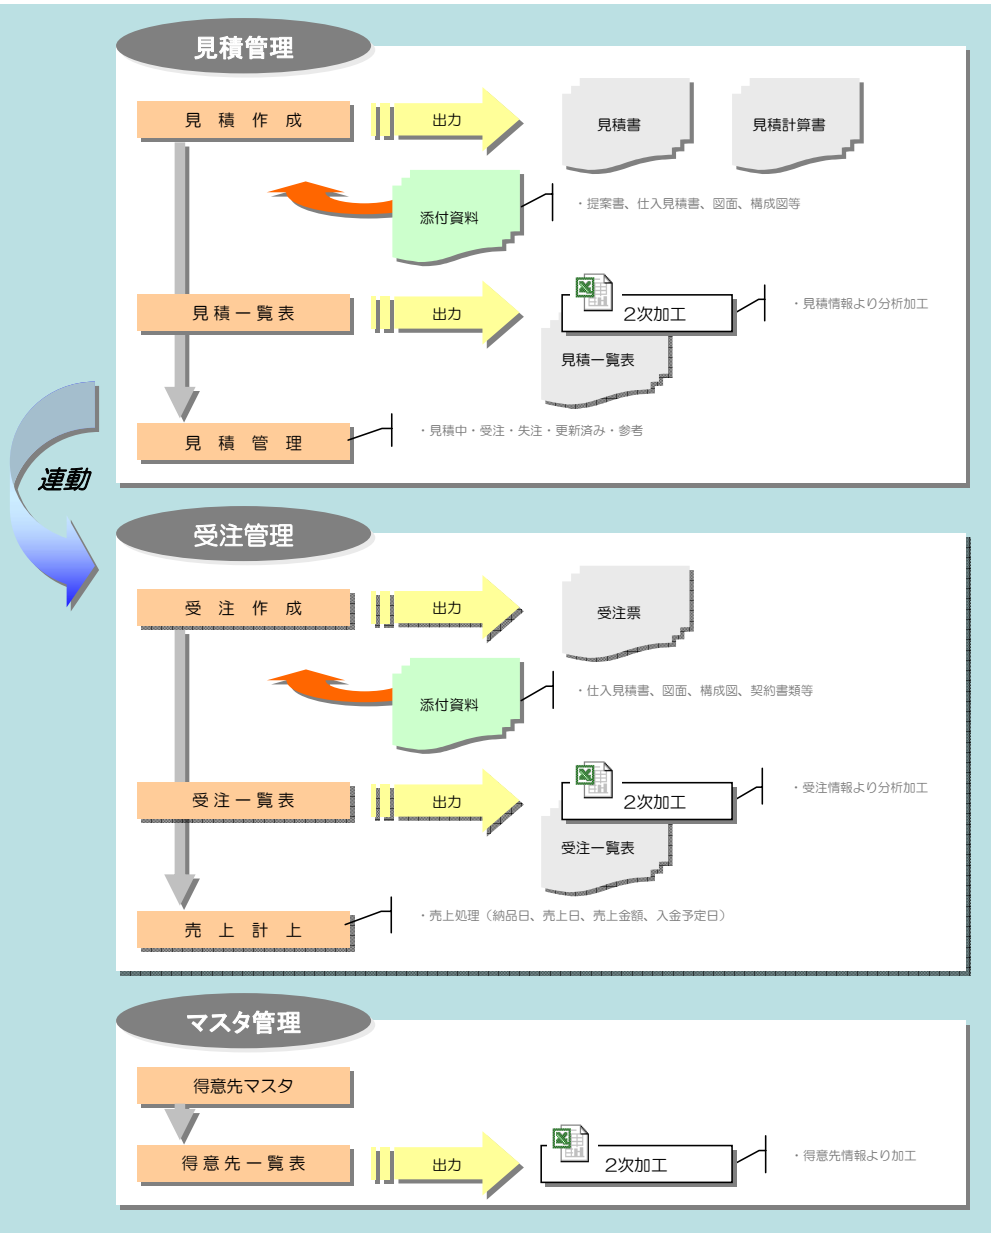 見積管理
見積作成
出力
見積書
見積計算書
添付資料
・提案書、仕入見積書、図面、構成図等
見積一覧表
出力
2次加工
・見積情報より分析加工
見積一覧表
見積管理
・見積中・受注・失注・更新済み・参考
連動
受注管理
受注作成
出力
受注票
添付資料
・仕入見積書、図面、構成図、契約書類等
受注一覧表
出力
2次加工
・受注情報より分析加工
受注一覧表
売上計上
・売上処理（納品日、売上日、売上金額、入金予定日）
マスタ管理
得意先マスタ
得意先一覧表
出力
2次加工
・得意先情報より加工